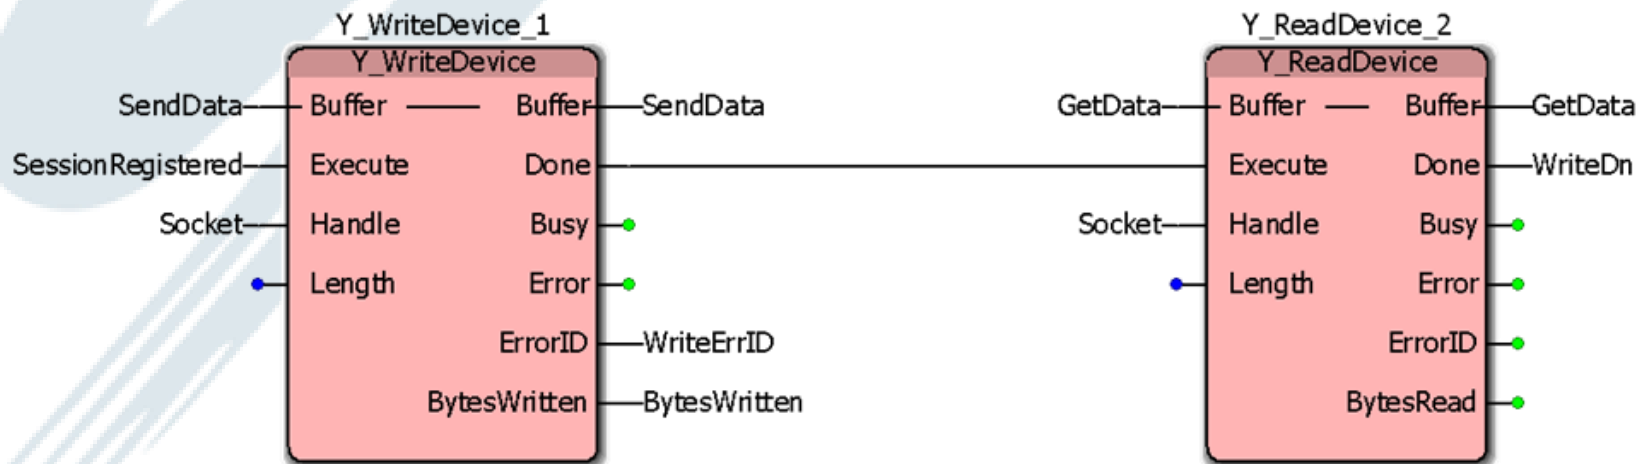 Y_WriteDevice_1 Y_ReadDevice_2
Y_WriteDevice Y_ReadDevice
SendData Buffer Buffer SendData GetData Buffer Buffer GetData
SessionRegistered Execute Done Execute Done WriteDn
Socket Handle Busy Socket Handle Busy
Length Error Length Error
ErrorID WriteErrID ErrorID
BytesWritten BytesWritten BytesRead